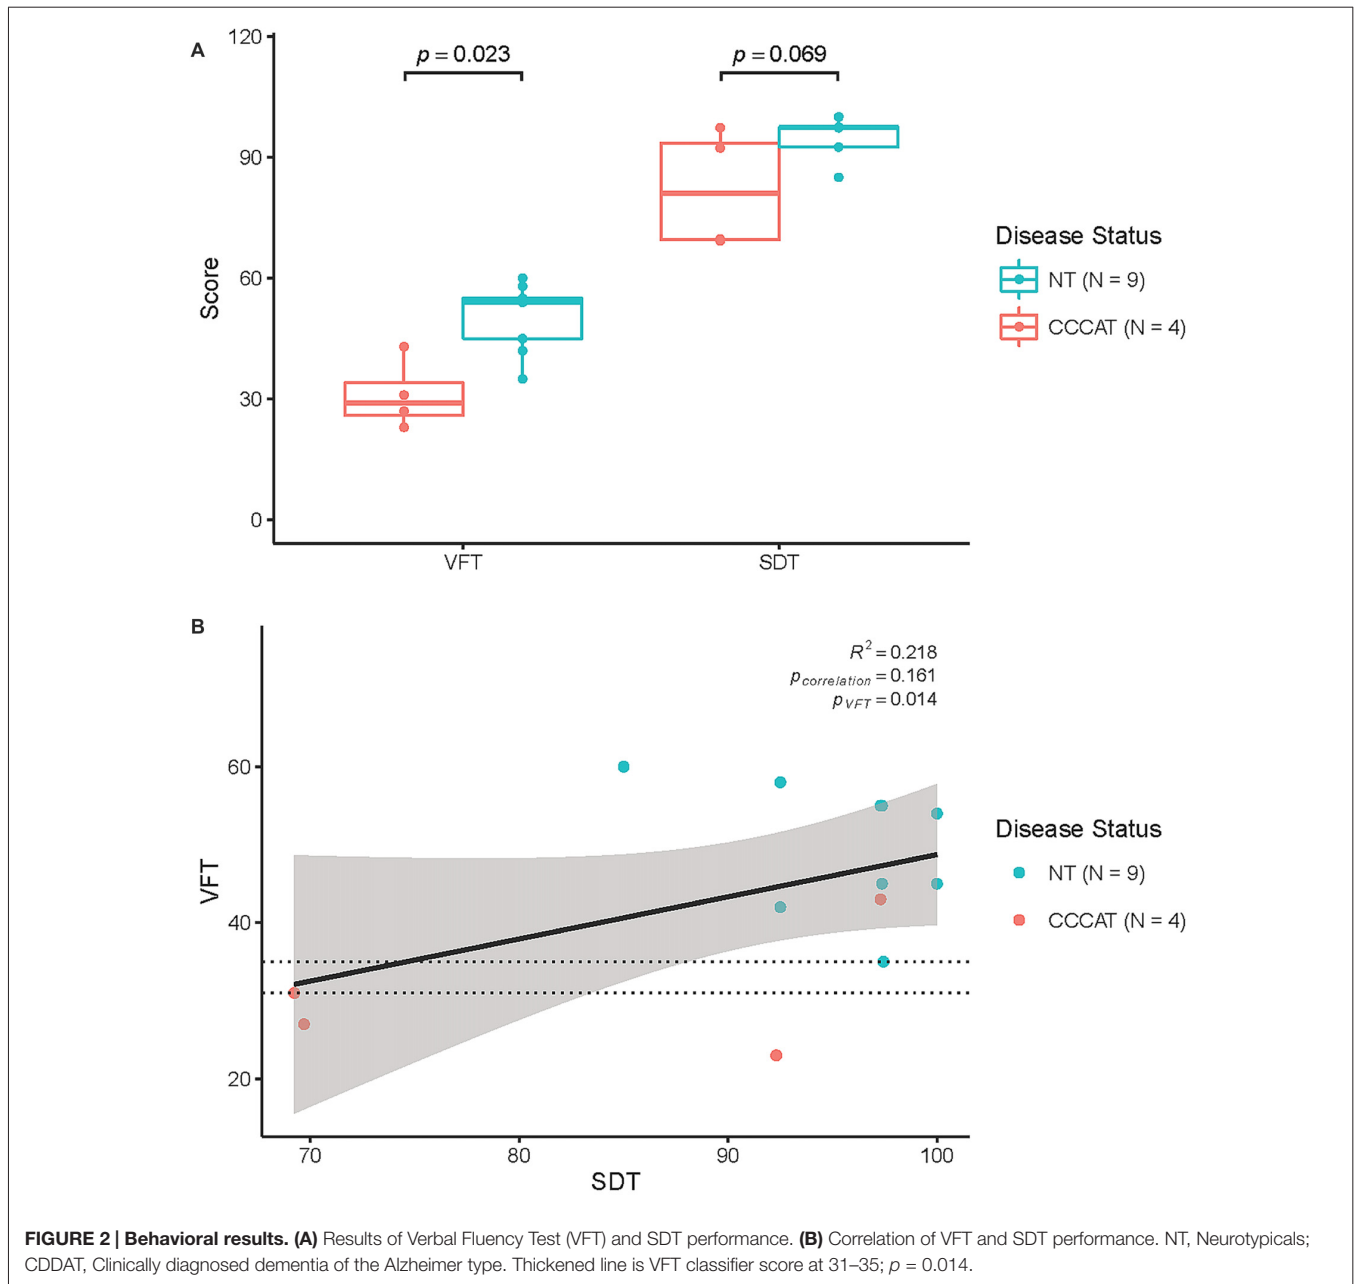 A
120
90
60
30
0
Score
p = 0.023
p = 0.069
VFT
SDT
Disease Status
NT (N = 9)
CCCAT (N = 4)
B
R² = 0.218
p correlation = 0.161
p VFT = 0.014
60
40
20
VFT
70
80
90
100
SDT
Disease Status
NT (N = 9)
CCCAT (N = 4)
FIGURE 2 | Behavioral results. (A) Results of Verbal Fluency Test (VFT) and SDT performance. (B) Correlation of VFT and SDT performance. NT, Neurotypicals;
CDDAT, Clinically diagnosed dementia of the Alzheimer type. Thickened line is VFT classifier score at 31–35; p = 0.014.